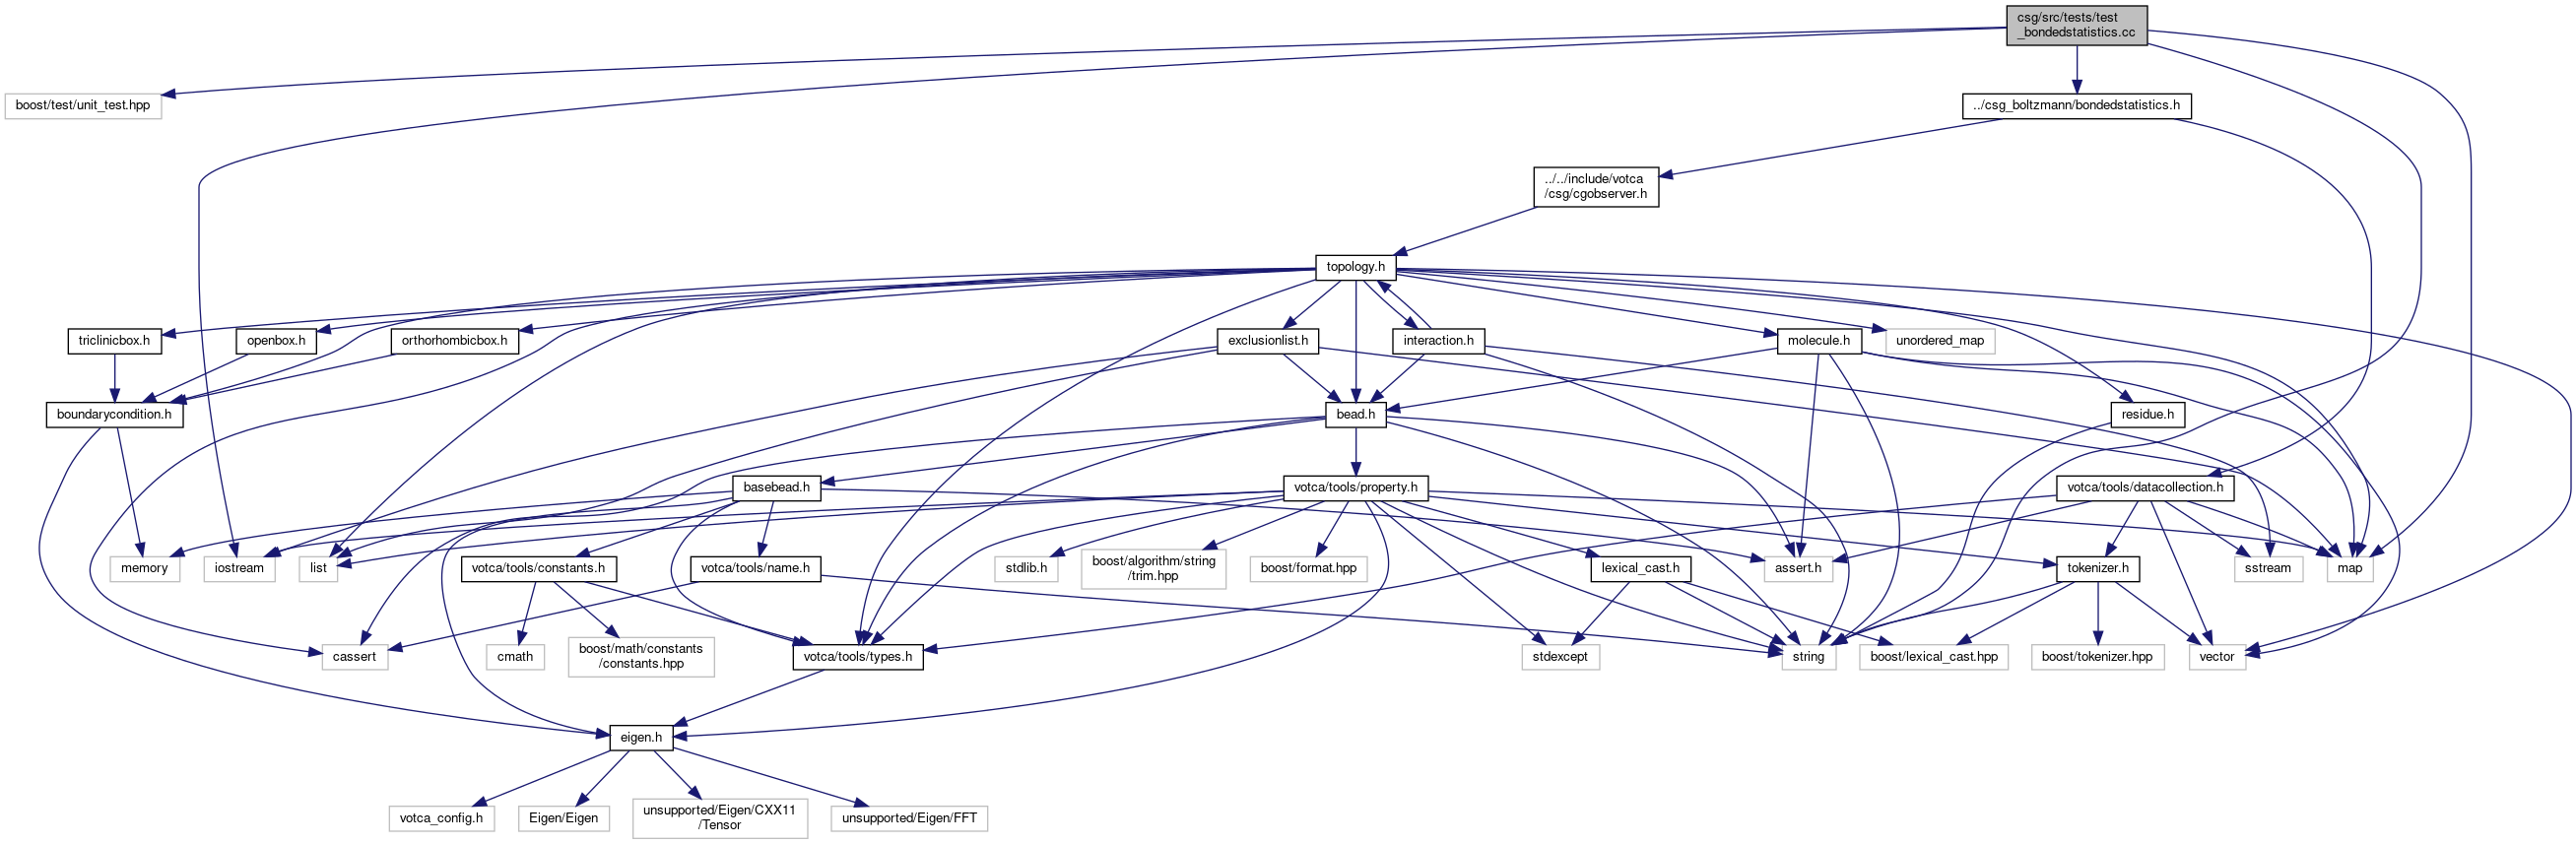 csg/src/tests/test
_bondedstatistics.cc
boost/test/unit_test.hpp
../csg_boltzmann/bondedstatistics.h
../../include/votca
/csg/cgobserver.h
topology.h
triclinicbox.h
openbox.h
orthorhombicbox.h
exclusionlist.h
interaction.h
molecule.h
unordered_map
boundarycondition.h
bead.h
residue.h
basebead.h
votca/tools/property.h
votca/tools/datacollection.h
memory
iostream
list
votca/tools/constants.h
votca/tools/name.h
stdlib.h
boost/algorithm/string
/trim.hpp
boost/format.hpp
lexical_cast.h
assert.h
tokenizer.h
sstream
map
cassert
cmath
boost/math/constants
/constants.hpp
votca/tools/types.h
stdexcept
string
boost/lexical_cast.hpp
boost/tokenizer.hpp
vector
eigen.h
votca_config.h
Eigen/Eigen
unsupported/Eigen/CXX11
/Tensor
unsupported/Eigen/FFT